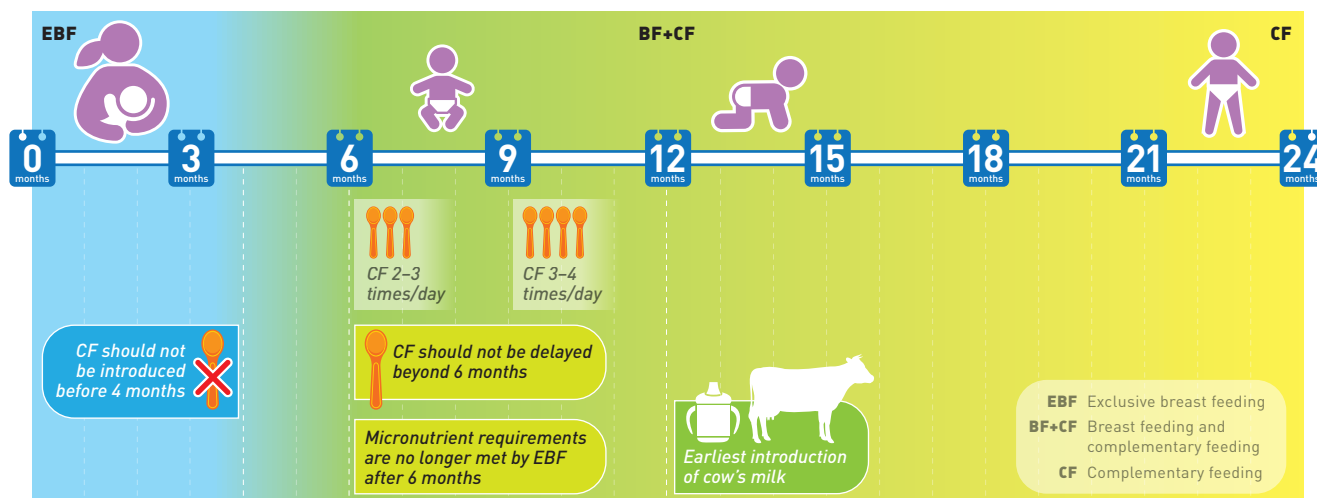 EBF
BF+CF
CF
0
months
3
months
6
months
9
months
12
months
15
months
18
months
21
months
24
months
CF 2–3
times/day
CF 3–4
times/day
CF should not
be introduced
before 4 months
CF should not be delayed
beyond 6 months
Micronutrient requirements
are no longer met by EBF
after 6 months
Earliest introduction
of cow's milk
EBF Exclusive breast feeding
BF+CF Breast feeding and
complementary feeding
CF Complementary feeding